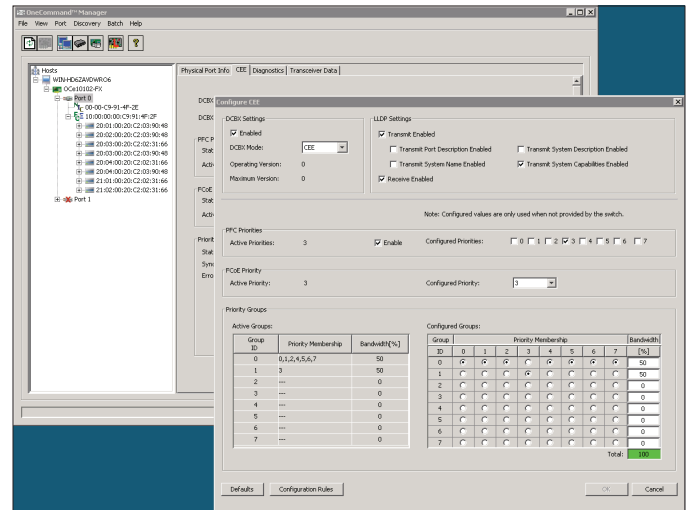 OneCommand™ Manager
File View Port Discovery Batch Help
Hosts
WIN-HD6ZAVDWRO6
OCe10102-FX
Port 0
00-00-C9-91-4F-2E
10:00:00:00:C9:91:4F:2F
20:01:00:20:C2:03:90:48
20:02:00:20:C2:03:90:48
20:03:00:20:C2:02:31:66
20:03:00:20:C2:03:90:48
20:04:00:20:C2:02:31:66
20:04:00:20:C2:03:90:48
21:01:00:20:C2:02:31:66
21:02:00:20:C2:02:31:66
Port 1
Physical Port Info CEE Diagnostics Transceiver Data
DCBX
DCBX
PFC P
Stat
Activ
FCoE
Stat
Activ
Priorit
Stat
Sync
Erro
Configure CEE
DCBX Settings
Enabled
DCBX Mode: CEE
Operating Version: 0
Maximum Version: 0
LLDP Settings
Transmit Enabled
Transmit Port Description Enabled Transmit System Description Enabled
Transmit System Name Enabled Transmit System Capabilities Enabled
Receive Enabled
Note: Configured values are only used when not provided by the switch.
PFC Priorities
Active Priorities: 3 Enable Configured Priorities: 0 1 2 3 4 5 6 7
FCoE Priority
Active Priority: 3 Configured Priority: 3
Priority Groups
Active Groups:
Group ID Priority Membership Bandwidth[%]
0 0,1,2,4,5,6,7 50
1 3 50
2 --- 0
3 --- 0
4 --- 0
5 --- 0
6 --- 0
7 --- 0
Configured Groups:
Group Priority Membership Bandwidth
ID 0 1 2 3 4 5 6 7 [%]
0 50
1 50
2 0
3 0
4 0
5 0
6 0
7 0
Total: 100
Defaults Configuration Rules OK Cancel